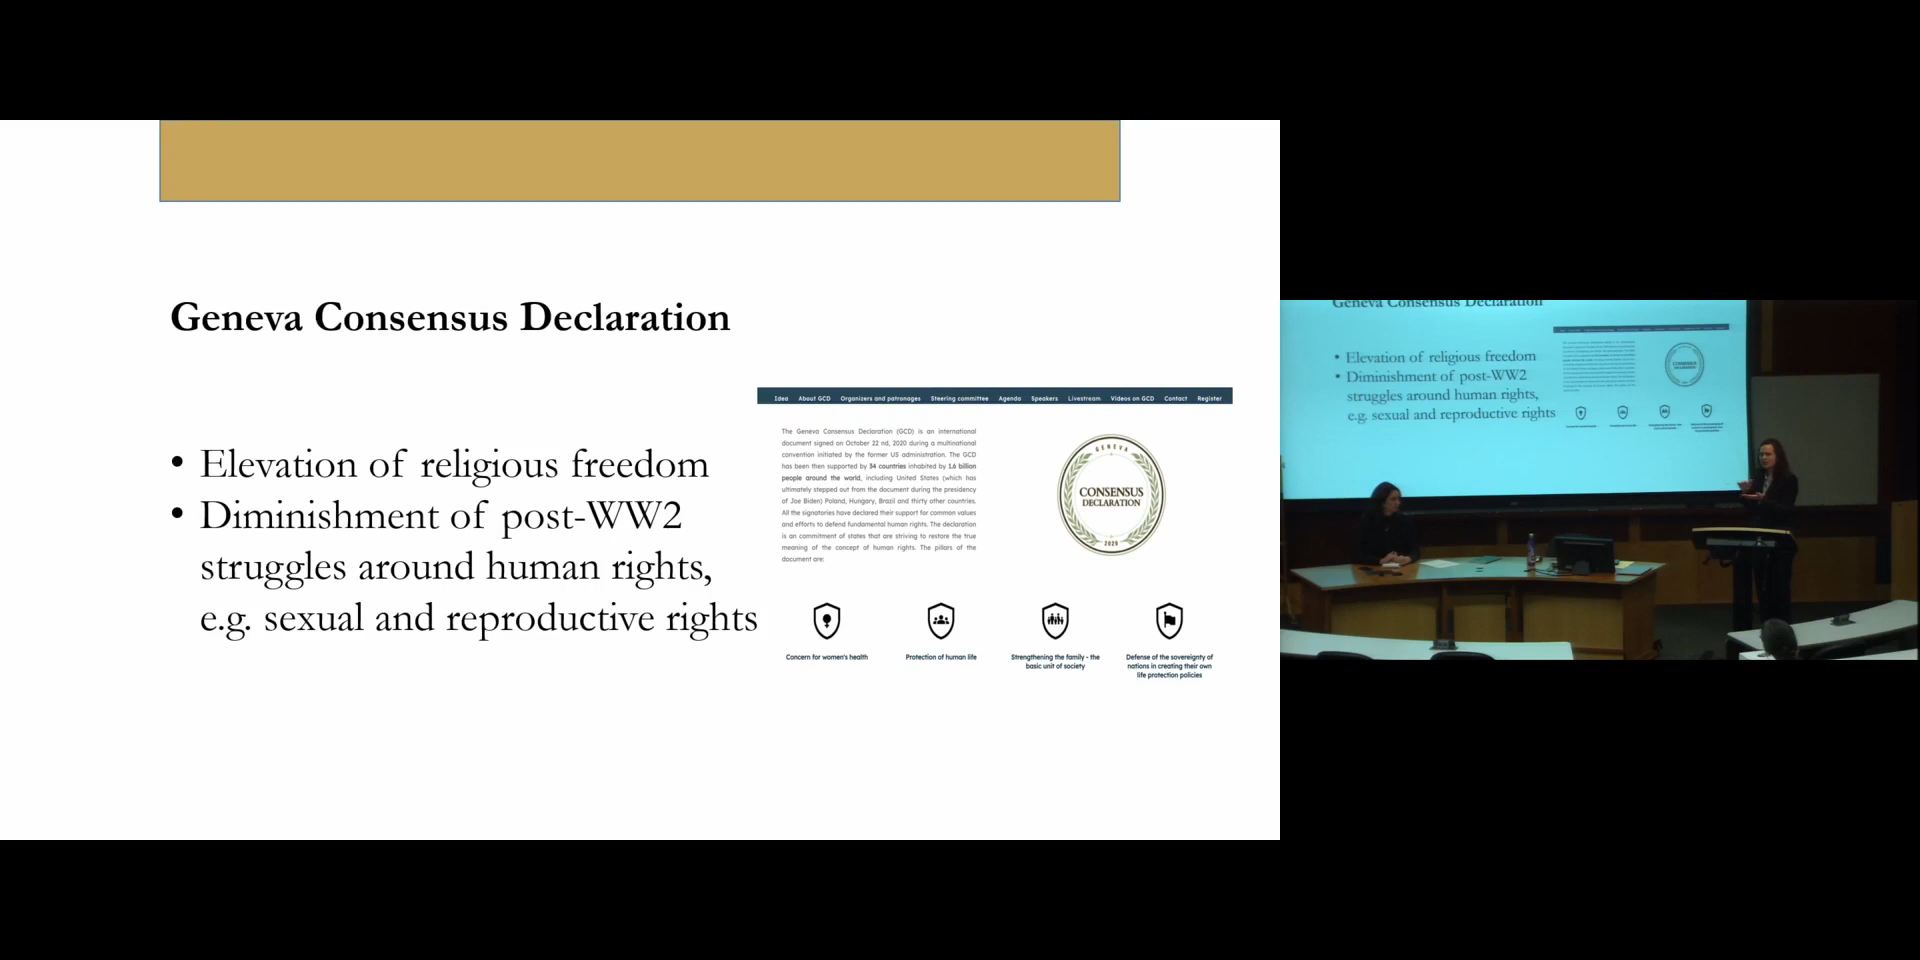 Geneva Consensus Declaration
• Elevation of religious freedom
• Diminishment of post-WW2
struggles around human rights,
e.g. sexual and reproductive rights
Idea About GCD Organizers and patronages Steering committee Agenda Speakers Livestream Videos on GCD Contact Register
The Geneva Consensus Declaration (GCD) is an international
document signed on October 22 nd, 2020 during a multinational
convention initiated by the former US administration. The GCD
has been then supported by 34 countries inhabited by 1.6 billion
people around the world, including United States (which has
ultimately stepped out from the document during the presidency
of Joe Biden) Poland, Hungary, Brazil and thirty other countries.
All the signatories have declared their support for common values
and efforts to defend fundamental human rights. The declaration
is an commitment of states that are striving to restore the true
meaning of the concept of human rights. The pillars of the
document are:
GENEVA
CONSENSUS
DECLARATION
2020
Concern for women's health
Protection of human life
Strengthening the family - the
basic unit of society
Defense of the sovereignty of
nations in creating their own
life protection policies
Geneva Consensus Declaration
• Elevation of religious freedom
• Diminishment of post-WW2
struggles around human rights,
e.g. sexual and reproductive rights
CONSENSUS
DECLARATION